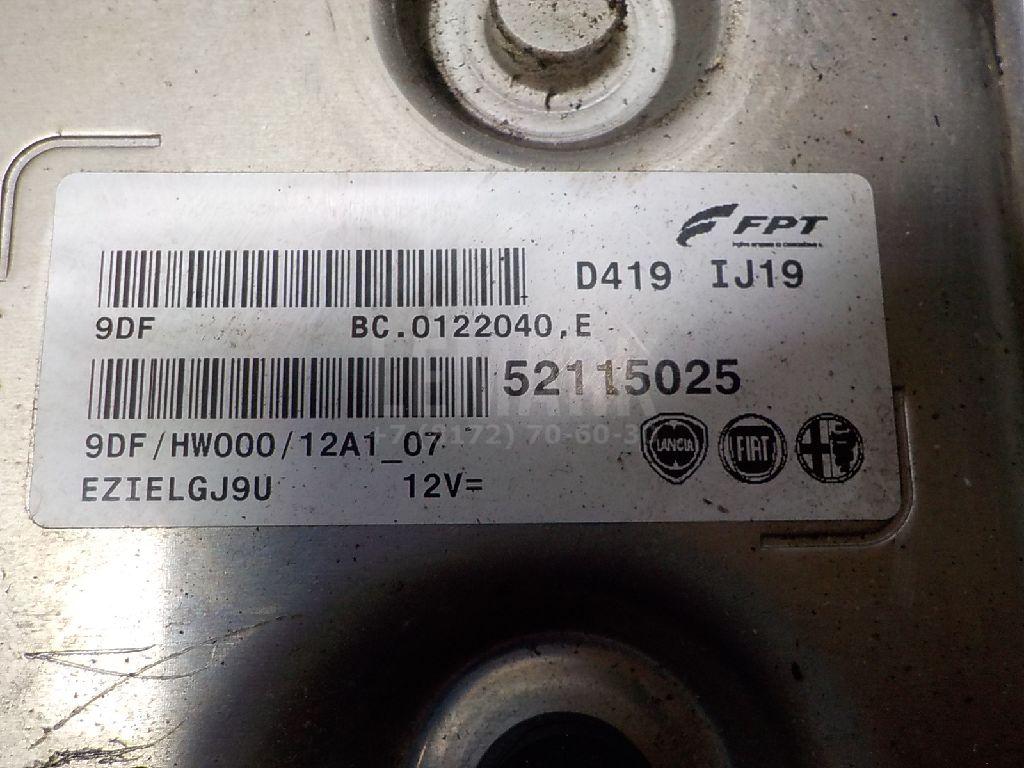 FPT
D419 IJ19
9DF BC.0122040.E
52115025
9DF/HW000/12A1_07
LANCIA FIAT
EZIELGJ9U 12V=